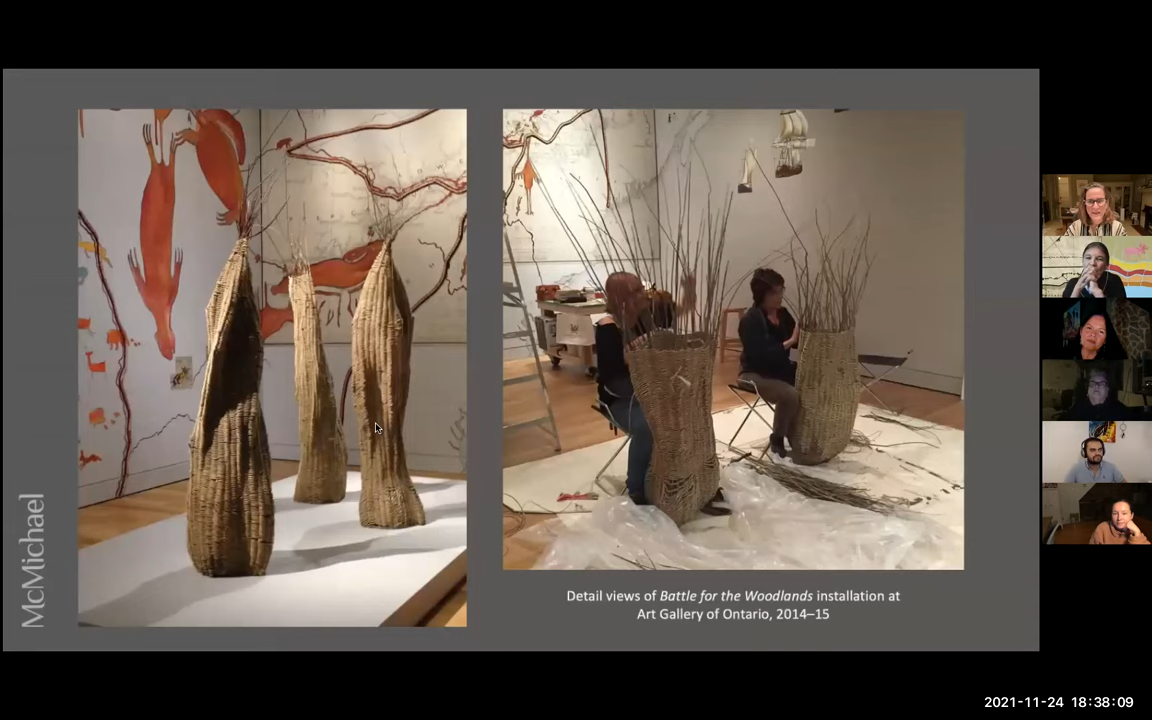 McMichael
Detail views of Battle for the Woodlands installation at
Art Gallery of Ontario, 2014–15
2021-11-24 18:38:09